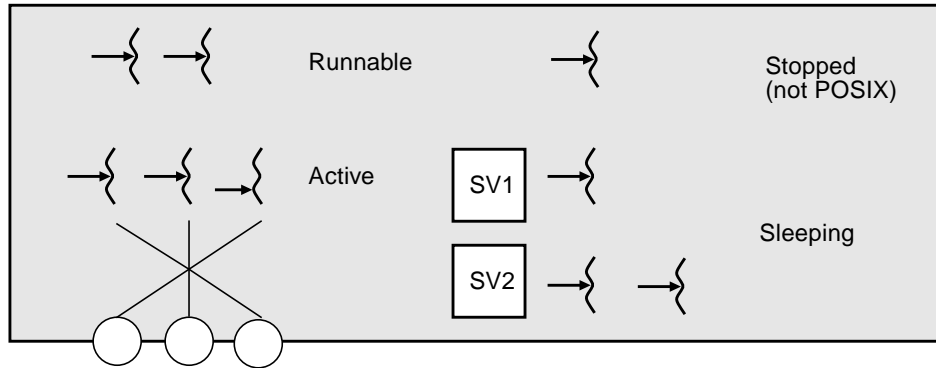 Runnable
Stopped
(not POSIX)
Active
SV1
Sleeping
SV2